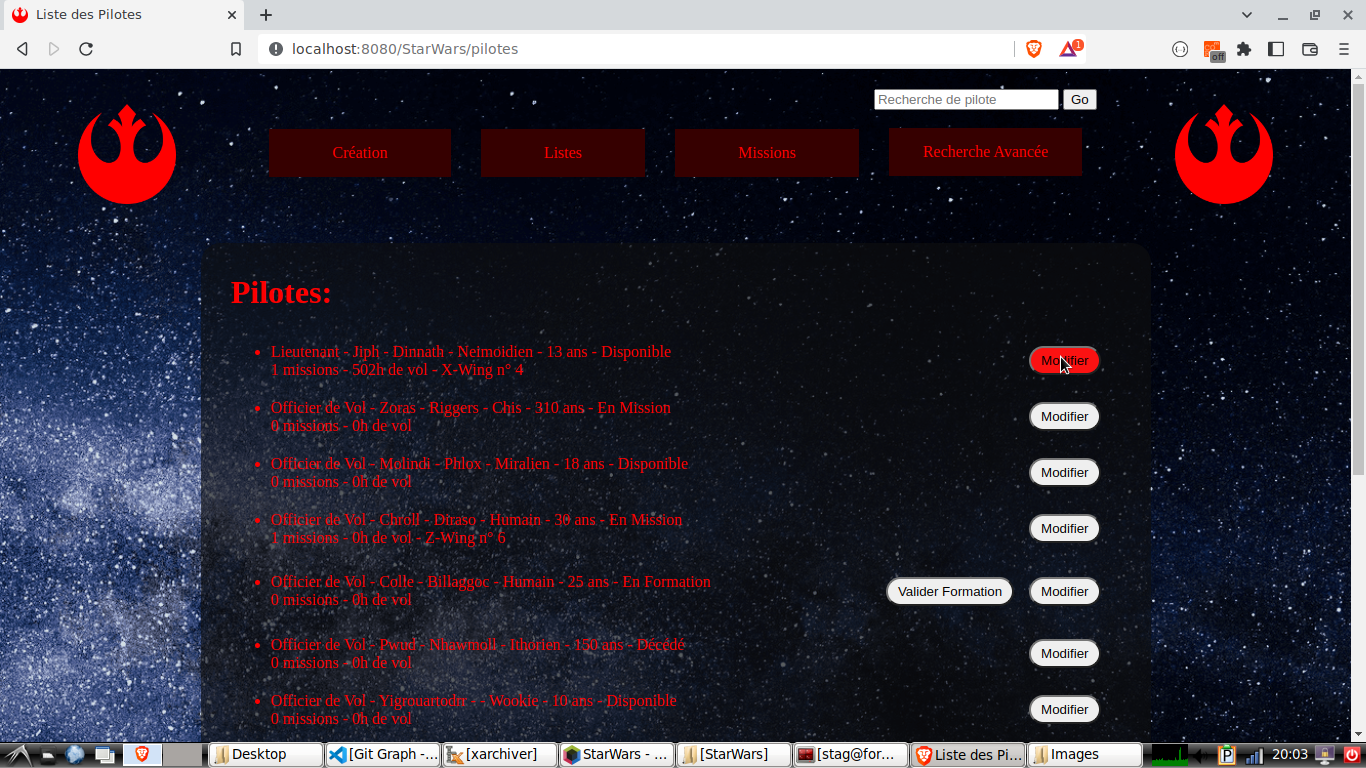 Liste des Pilotes
localhost:8080/StarWars/pilotes
1
off
Recherche de pilote Go
Création Listes Missions Recherche Avancée
Pilotes:
Lieutenant - Jiph - Dinnath - Neimoidien - 13 ans - Disponible
1 missions - 502h de vol - X-Wing n° 4
Modifier
Officier de Vol - Zoras - Riggers - Chis - 310 ans - En Mission
0 missions - 0h de vol
Modifier
Officier de Vol - Molindi - Phlox - Miralien - 18 ans - Disponible
0 missions - 0h de vol
Modifier
Officier de Vol - Chroll - Diraso - Humain - 30 ans - En Mission
1 missions - 0h de vol - Z-Wing n° 6
Modifier
Officier de Vol - Colle - Billaggoc - Humain - 25 ans - En Formation
0 missions - 0h de vol
Valider Formation Modifier
Officier de Vol - Pwud - Nhawmoll - Ithorien - 150 ans - Décédé
0 missions - 0h de vol
Modifier
Officier de Vol - Yigrouartodn - - Wookie - 10 ans - Disponible
0 missions - 0h de vol
Modifier
Desktop [Git Graph -... [xarchiver] StarWars - ... [StarWars] [stag@for... Liste des Pi... Images P 20:03